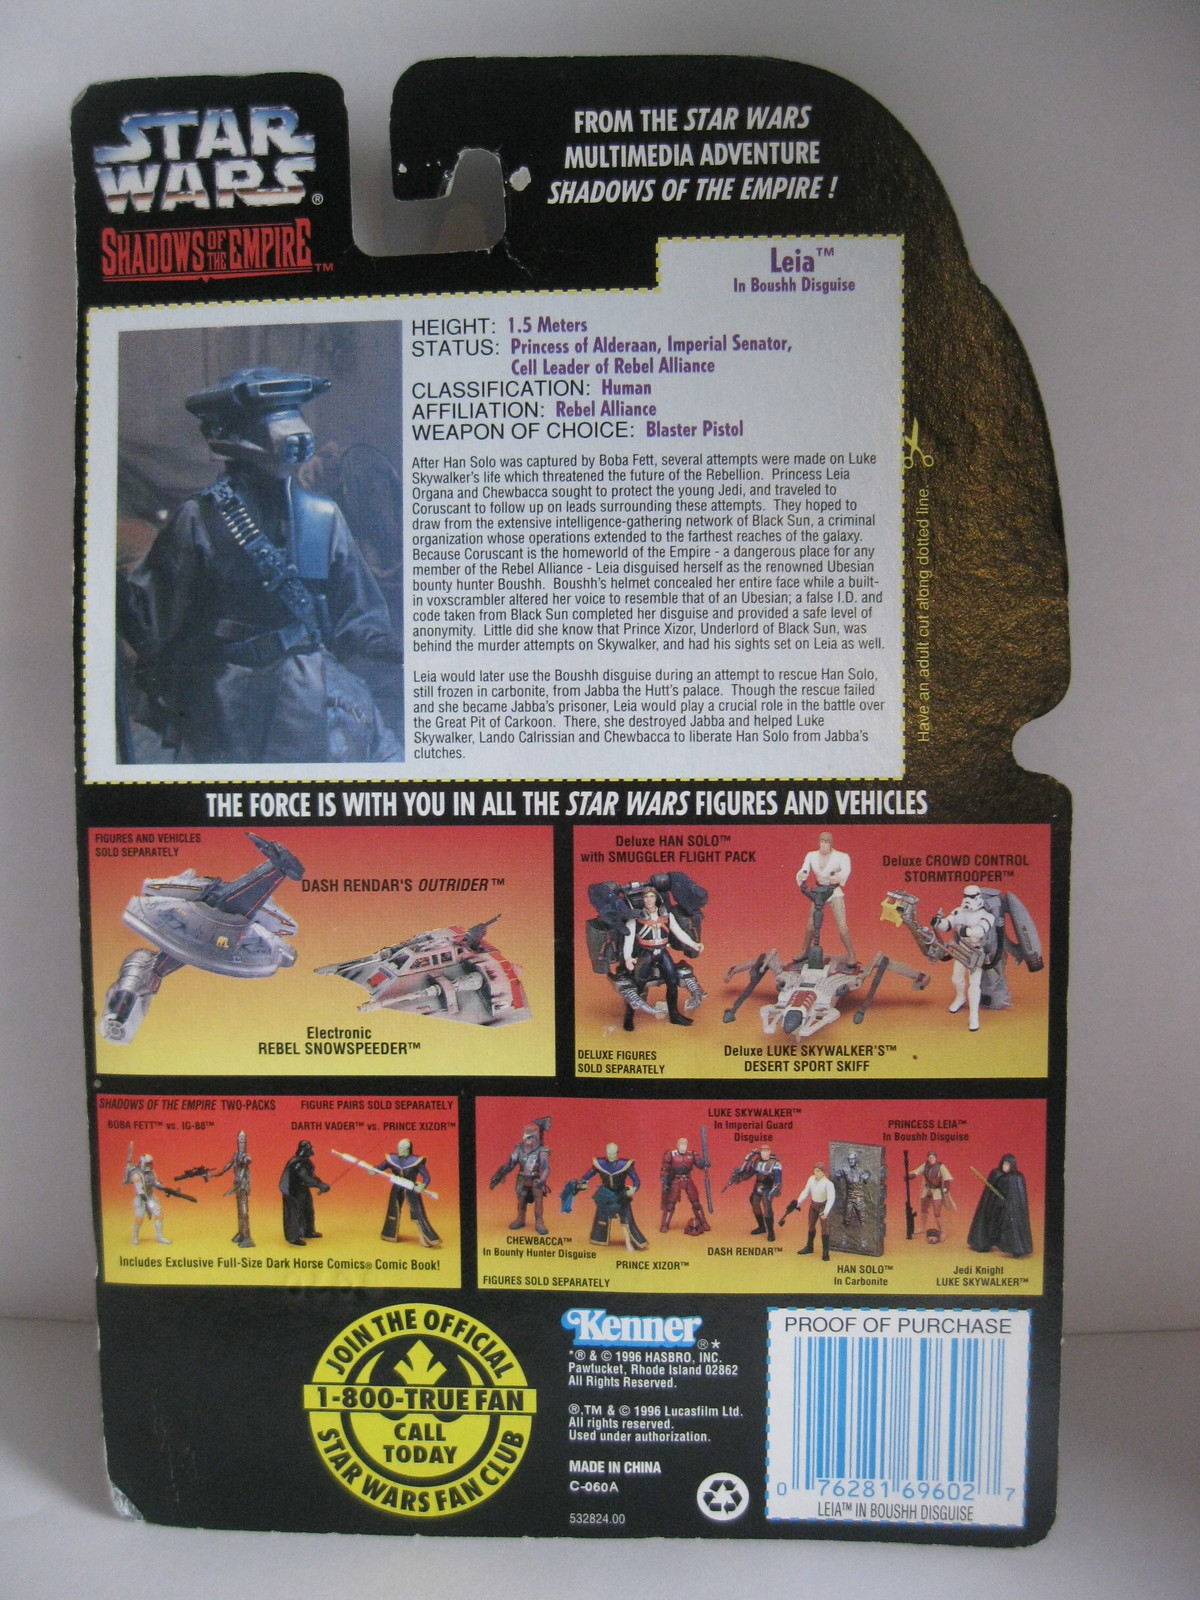 STAR
WARS®
SHADOWS OF THE EMPIRE™
FROM THE STAR WARS
MULTIMEDIA ADVENTURE
SHADOWS OF THE EMPIRE !
Leia™
In Boushh Disguise
HEIGHT: 1.5 Meters
STATUS: Princess of Alderaan, Imperial Senator,
Cell Leader of Rebel Alliance
CLASSIFICATION: Human
AFFILIATION: Rebel Alliance
WEAPON OF CHOICE: Blaster Pistol
After Han Solo was captured by Boba Fett, several attempts were made on Luke
Skywalker's life which threatened the future of the Rebellion. Princess Leia
Organa and Chewbacca sought to protect the young Jedi, and traveled to
Coruscant to follow up on leads surrounding these attempts. They hoped to
draw from the extensive intelligence-gathering network of Black Sun, a criminal
organization whose operations extended to the farthest reaches of the galaxy.
Because Coruscant is the homeworld of the Empire - a dangerous place for any
member of the Rebel Alliance - Leia disguised herself as the renowned Ubesian
bounty hunter Boushh. Boushh's helmet concealed her entire face while a built-
in voxscrambler altered her voice to resemble that of an Ubesian; a false I.D. and
code taken from Black Sun completed her disguise and provided a safe level of
anonymity. Little did she know that Prince Xizor, Underlord of Black Sun, was
behind the murder attempts on Skywalker, and had his sights set on Leia as well.
Leia would later use the Boushh disguise during an attempt to rescue Han Solo,
still frozen in carbonite, from Jabba the Hutt's palace. Though the rescue failed
and she became Jabba's prisoner, Leia would play a crucial role in the battle over
the Great Pit of Carkoon. There, she destroyed Jabba and helped Luke
Skywalker, Lando Calrissian and Chewbacca to liberate Han Solo from Jabba's
clutches.
Have an adult cut along dotted line.
THE FORCE IS WITH YOU IN ALL THE STAR WARS FIGURES AND VEHICLES
FIGURES AND VEHICLES
SOLD SEPARATELY
DASH RENDAR'S OUTRIDER™
Electronic
REBEL SNOWSPEEDER™
Deluxe HAN SOLO™
with SMUGGLER FLIGHT PACK
Deluxe CROWD CONTROL
STORMTROOPER™
DELUXE FIGURES
SOLD SEPARATELY
Deluxe LUKE SKYWALKER'S™
DESERT SPORT SKIFF
SHADOWS OF THE EMPIRE TWO-PACKS
FIGURE PAIRS SOLD SEPARATELY
BOBA FETT™ vs. IG-88™
DARTH VADER™ vs. PRINCE XIZOR™
Includes Exclusive Full-Size Dark Horse Comics® Comic Book!
LUKE SKYWALKER™
In Imperial Guard
Disguise
PRINCESS LEIA™
In Boushh Disguise
CHEWBACCA™
In Bounty Hunter Disguise
PRINCE XIZOR™
DASH RENDAR™
HAN SOLO™
In Carbonite
Jedi Knight
LUKE SKYWALKER™
FIGURES SOLD SEPARATELY
JOIN THE OFFICIAL
1-800-TRUE FAN
CALL
TODAY
STAR WARS FAN CLUB
Kenner®*
*® & © 1996 HASBRO, INC.
Pawtucket, Rhode Island 02862
All Rights Reserved.
®,TM & © 1996 Lucasfilm Ltd.
All rights reserved.
Used under authorization.
MADE IN CHINA
C-060A
532824.00
PROOF OF PURCHASE
0 76281 69602 7
LEIA™ IN BOUSHH DISGUISE